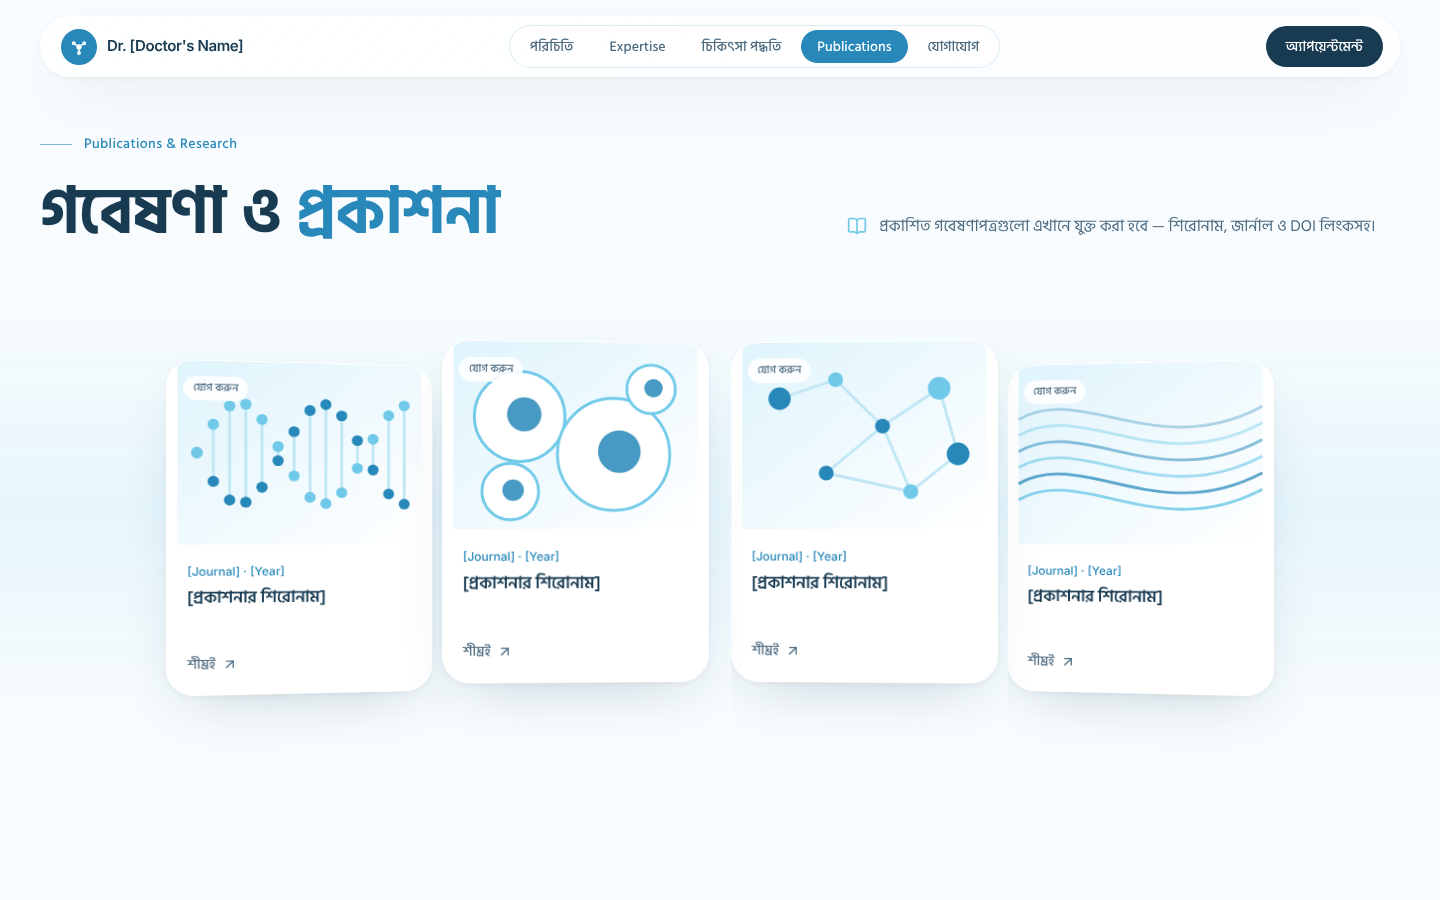 Dr. [Doctor's Name]
পরিচিতি
Expertise
চিকিৎসা পদ্ধতি
Publications
যোগাযোগ
অ্যাপয়েন্টমেন্ট
Publications & Research
গবেষণা ও প্রকাশনা
প্রকাশিত গবেষণাপত্রগুলো এখানে যুক্ত করা হবে — শিরোনাম, জার্নাল ও DOI লিংকসহ।
যোগ করুন
[Journal] · [Year]
[প্রকাশনার শিরোনাম]
শীঘ্রই
যোগ করুন
[Journal] · [Year]
[প্রকাশনার শিরোনাম]
শীঘ্রই
যোগ করুন
[Journal] · [Year]
[প্রকাশনার শিরোনাম]
শীঘ্রই
যোগ করুন
[Journal] · [Year]
[প্রকাশনার শিরোনাম]
শীঘ্রই